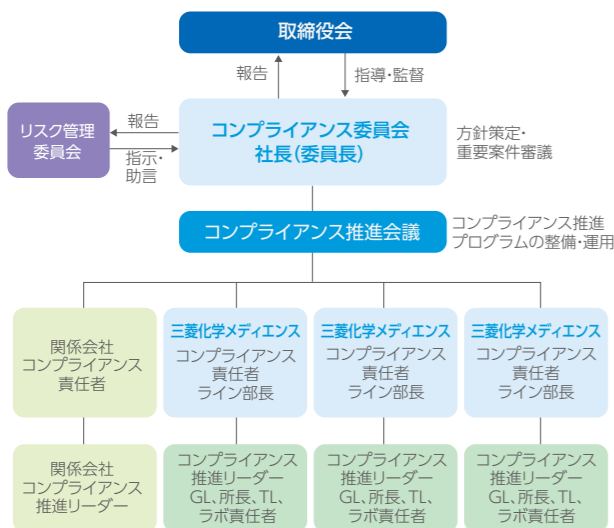 取締役会
報告
指導・監督
リスク管理
委員会
報告
指示・
助言
コンプライアンス委員会
社長（委員長）
方針策定・
重要案件審議
コンプライアンス推進会議
コンプライアンス推進
プログラムの整備・運用
関係会社
コンプライアンス
責任者
三菱化学メディエンス
コンプライアンス
責任者
ライン部長
三菱化学メディエンス
コンプライアンス
責任者
ライン部長
三菱化学メディエンス
コンプライアンス
責任者
ライン部長
関係会社
コンプライアンス
推進リーダー
コンプライアンス
推進リーダー
GL、所長、TL、
ラボ責任者
コンプライアンス
推進リーダー
GL、所長、TL、
ラボ責任者
コンプライアンス
推進リーダー
GL、所長、TL、
ラボ責任者